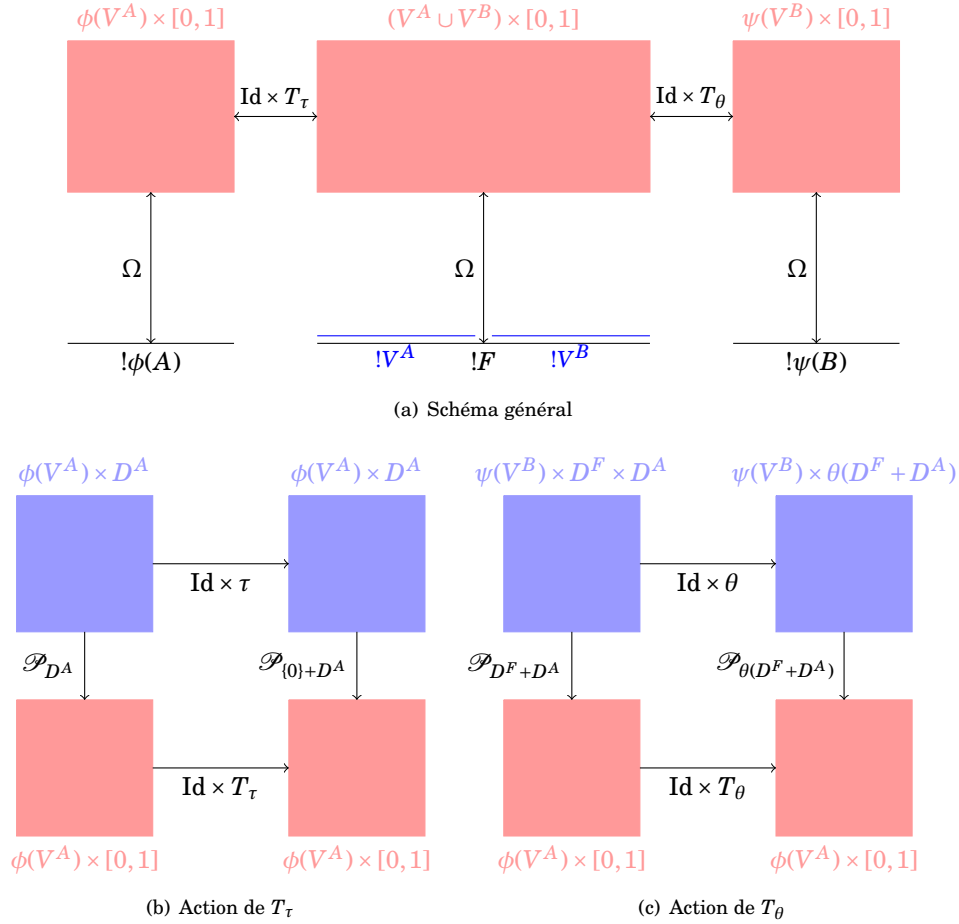 ϕ(V^A) × [0,1] (V^A ∪ V^B) × [0,1] ψ(V^B) × [0,1]
Id × T_τ Id × T_θ
Ω Ω Ω
!ϕ(A) !V^A !F !V^B !ψ(B)
(a) Schéma général
ϕ(V^A) × D^A ϕ(V^A) × D^A ψ(V^B) × D^F × D^A ψ(V^B) × θ(D^F + D^A)
Id × τ Id × θ
𝒫_{D^A} 𝒫_{{0}+D^A} 𝒫_{D^F+D^A} 𝒫_{θ(D^F+D^A)}
Id × T_τ Id × T_θ
ϕ(V^A) × [0,1] ϕ(V^A) × [0,1] ϕ(V^A) × [0,1] ϕ(V^A) × [0,1]
(b) Action de T_τ (c) Action de T_θ